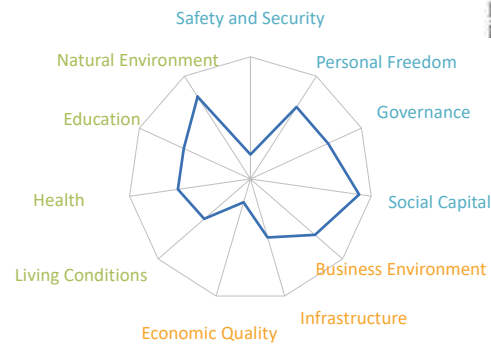 Safety and Security
Natural Environment
Personal Freedom
Education
Governance
Health
Social Capital
Living Conditions
Business Environment
Economic Quality
Infrastructure